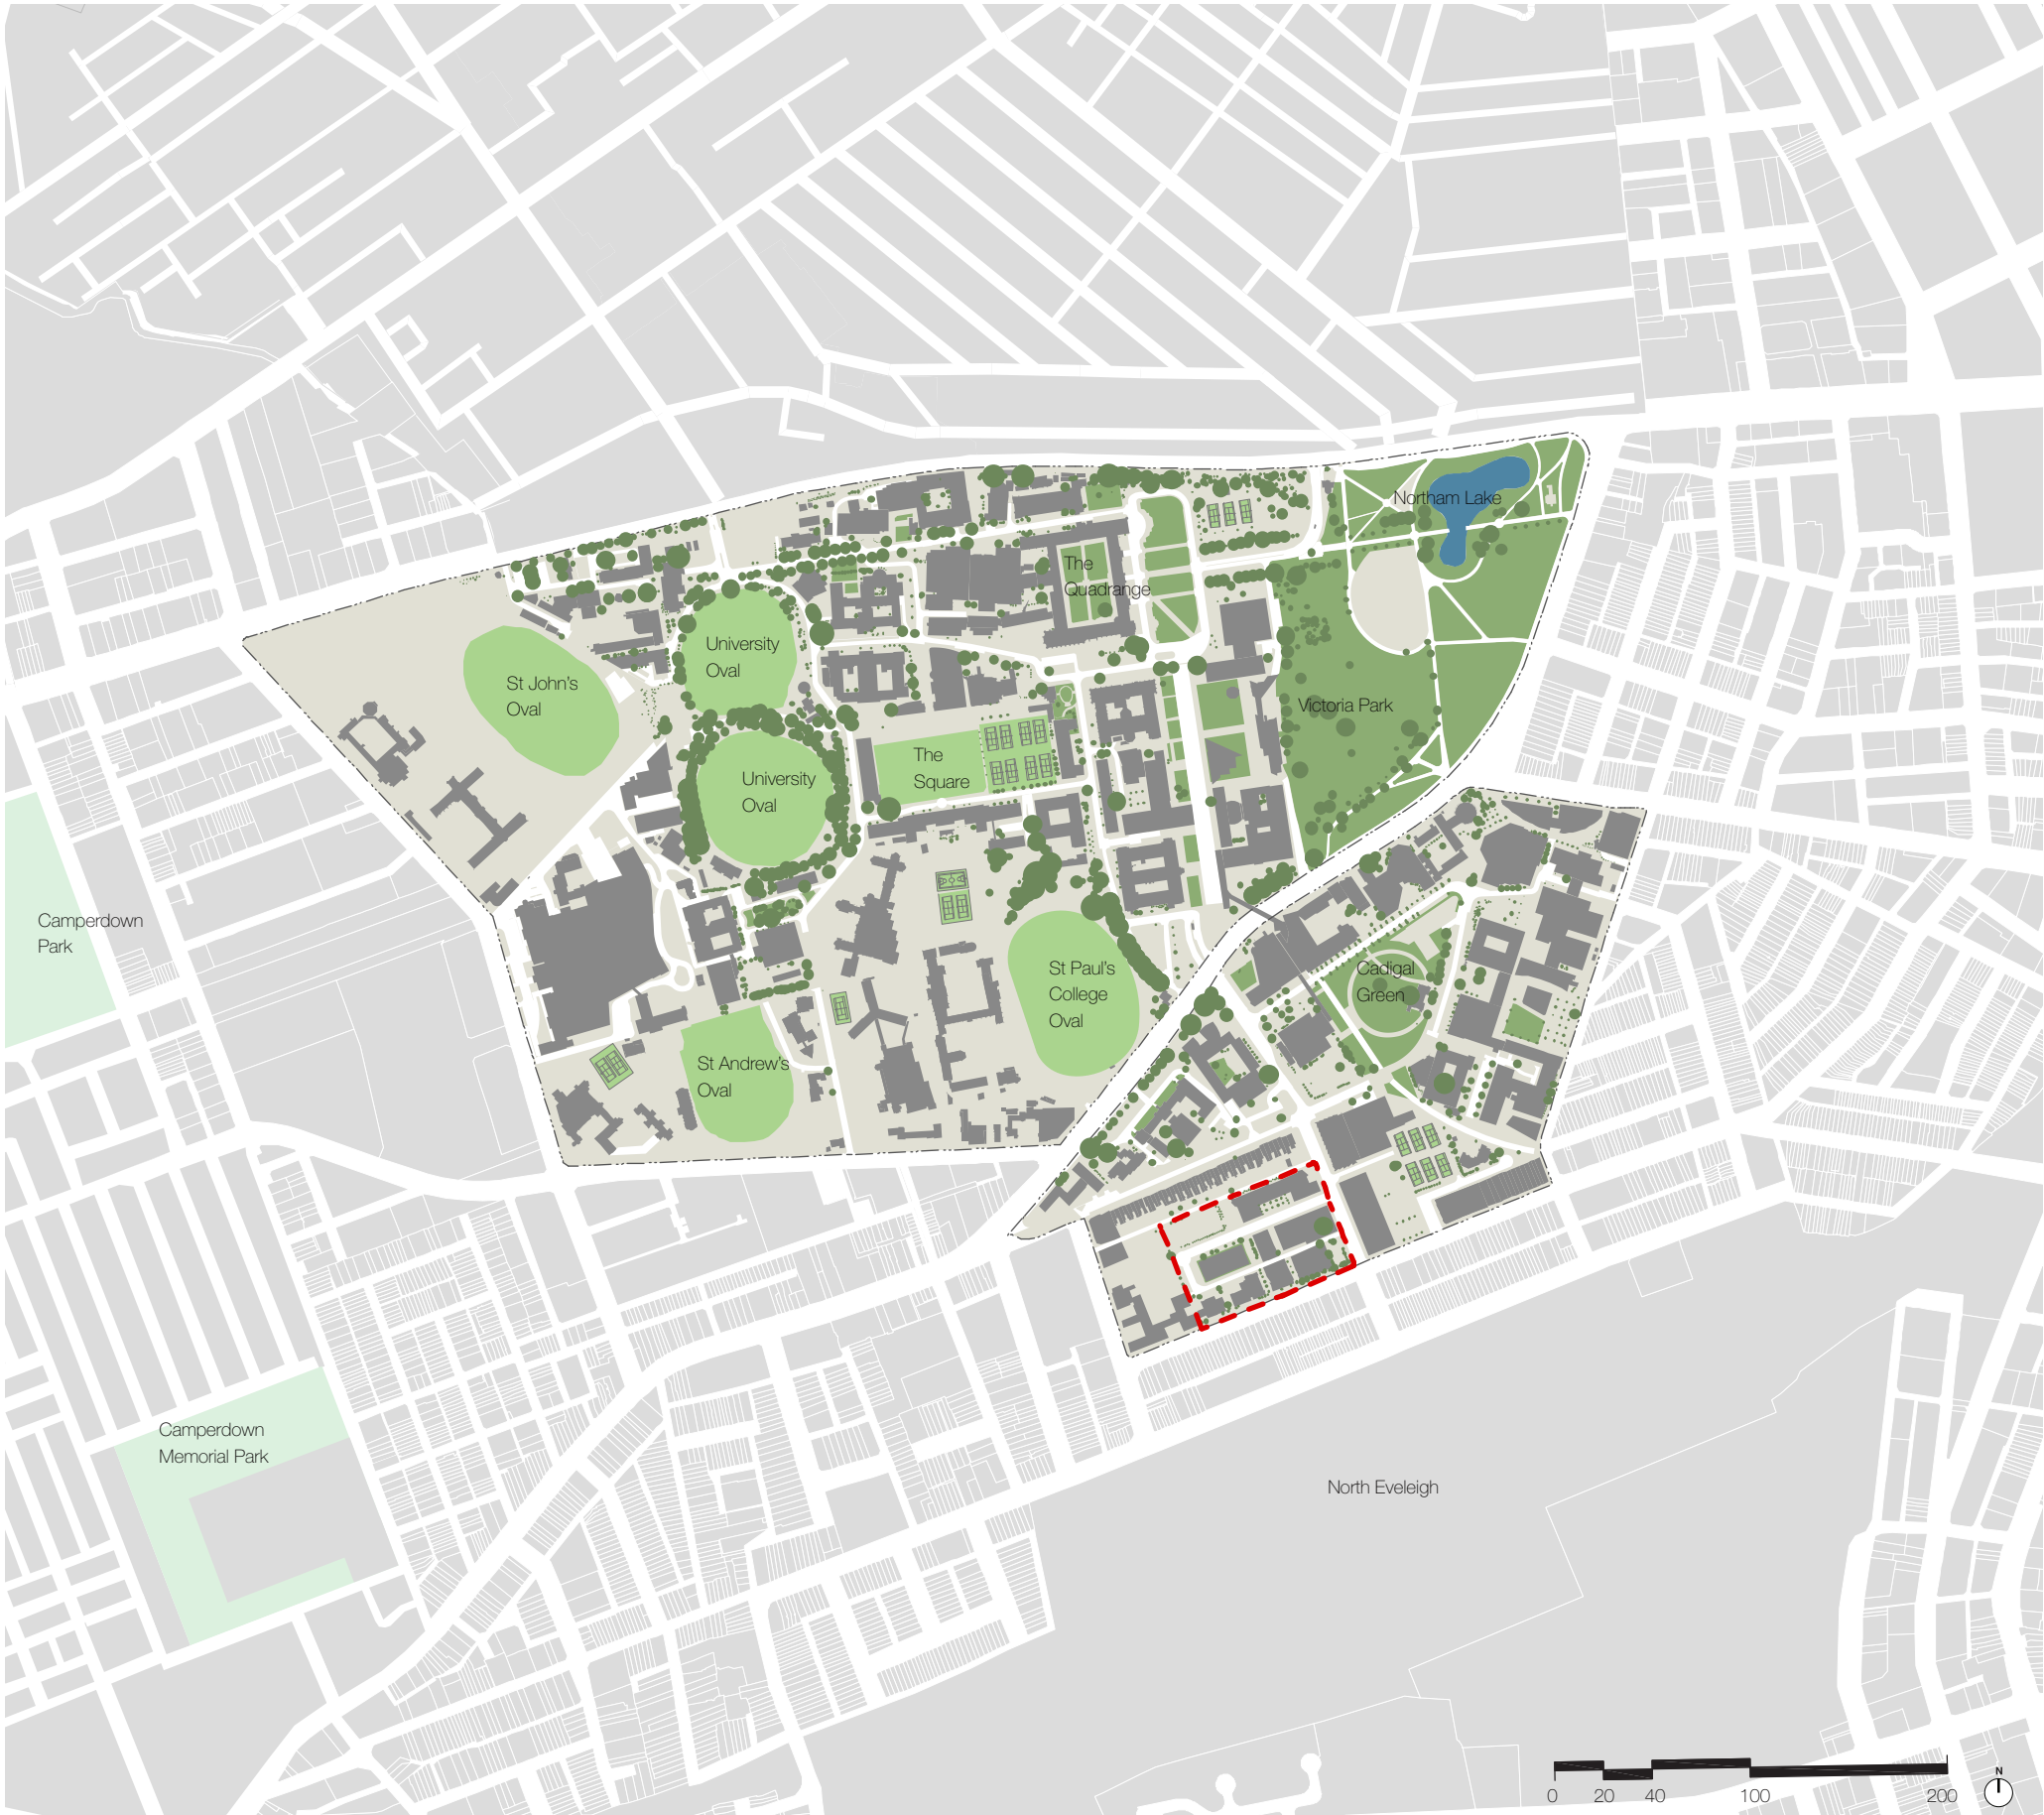 Northam Lake
The
Quadrange
University
Oval
St John's
Oval
Victoria Park
The
Square
University
Oval
Camperdown
Park
St Paul's
College
Oval
Cadigal
Green
St Andrew's
Oval
Camperdown
Memorial Park
North Eveleigh
N
0 20 40 100 200